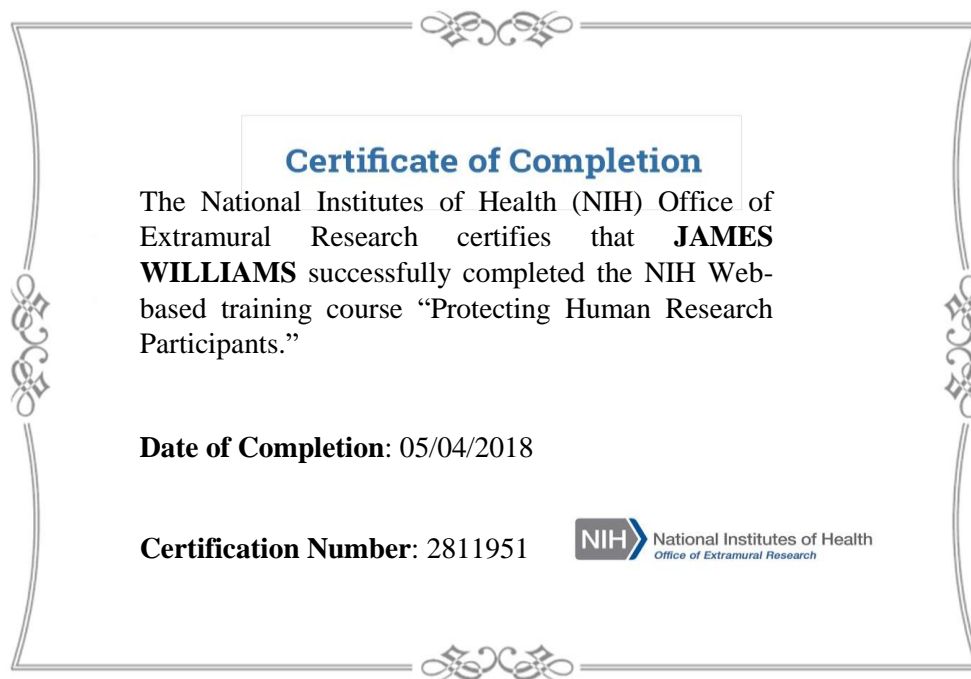 Certificate of Completion
The National Institutes of Health (NIH) Office of
Extramural Research certifies that JAMES
WILLIAMS successfully completed the NIH Web-
based training course “Protecting Human Research
Participants.”
Date of Completion: 05/04/2018
Certification Number: 2811951
NIH National Institutes of Health
Office of Extramural Research